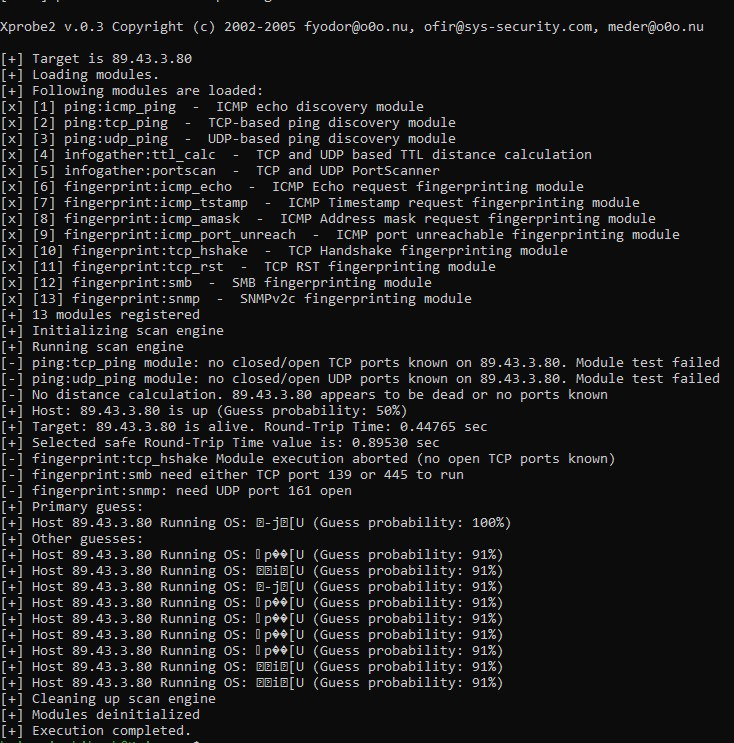 Xprobe2 v.0.3 Copyright (c) 2002-2005 fyodor@o0o.nu, ofir@sys-security.com, meder@o0o.nu
[+] Target is 89.43.3.80
[+] Loading modules.
[+] Following modules are loaded:
[x] [1] ping:icmp_ping  -  ICMP echo discovery module
[x] [2] ping:tcp_ping  -  TCP-based ping discovery module
[x] [3] ping:udp_ping  -  UDP-based ping discovery module
[x] [4] infogather:ttl_calc  -  TCP and UDP based TTL distance calculation
[x] [5] infogather:portscan  -  TCP and UDP PortScanner
[x] [6] fingerprint:icmp_echo  -  ICMP Echo request fingerprinting module
[x] [7] fingerprint:icmp_tstamp  -  ICMP Timestamp request fingerprinting module
[x] [8] fingerprint:icmp_amask  -  ICMP Address mask request fingerprinting module
[x] [9] fingerprint:icmp_port_unreach  -  ICMP port unreachable fingerprinting module
[x] [10] fingerprint:tcp_hshake  -  TCP Handshake fingerprinting module
[x] [11] fingerprint:tcp_rst  -  TCP RST fingerprinting module
[x] [12] fingerprint:smb  -  SMB fingerprinting module
[x] [13] fingerprint:snmp  -  SNMPv2c fingerprinting module
[+] 13 modules registered
[+] Initializing scan engine
[+] Running scan engine
[-] ping:tcp_ping module: no closed/open TCP ports known on 89.43.3.80. Module test failed
[-] ping:udp_ping module: no closed/open UDP ports known on 89.43.3.80. Module test failed
[-] No distance calculation. 89.43.3.80 appears to be dead or no ports known
[+] Host: 89.43.3.80 is up (Guess probability: 50%)
[+] Target: 89.43.3.80 is alive. Round-Trip Time: 0.44765 sec
[+] Selected safe Round-Trip Time value is: 0.89530 sec
[-] fingerprint:tcp_hshake Module execution aborted (no open TCP ports known)
[-] fingerprint:smb need either TCP port 139 or 445 to run
[-] fingerprint:snmp: need UDP port 161 open
[+] Primary guess:
[+] Host 89.43.3.80 Running OS: (Guess probability: 100%)
[+] Other guesses:
[+] Host 89.43.3.80 Running OS: (Guess probability: 91%)
[+] Host 89.43.3.80 Running OS: (Guess probability: 91%)
[+] Host 89.43.3.80 Running OS: (Guess probability: 91%)
[+] Host 89.43.3.80 Running OS: (Guess probability: 91%)
[+] Host 89.43.3.80 Running OS: (Guess probability: 91%)
[+] Host 89.43.3.80 Running OS: (Guess probability: 91%)
[+] Host 89.43.3.80 Running OS: (Guess probability: 91%)
[+] Host 89.43.3.80 Running OS: (Guess probability: 91%)
[+] Host 89.43.3.80 Running OS: (Guess probability: 91%)
[+] Cleaning up scan engine
[+] Modules deinitialized
[+] Execution completed.